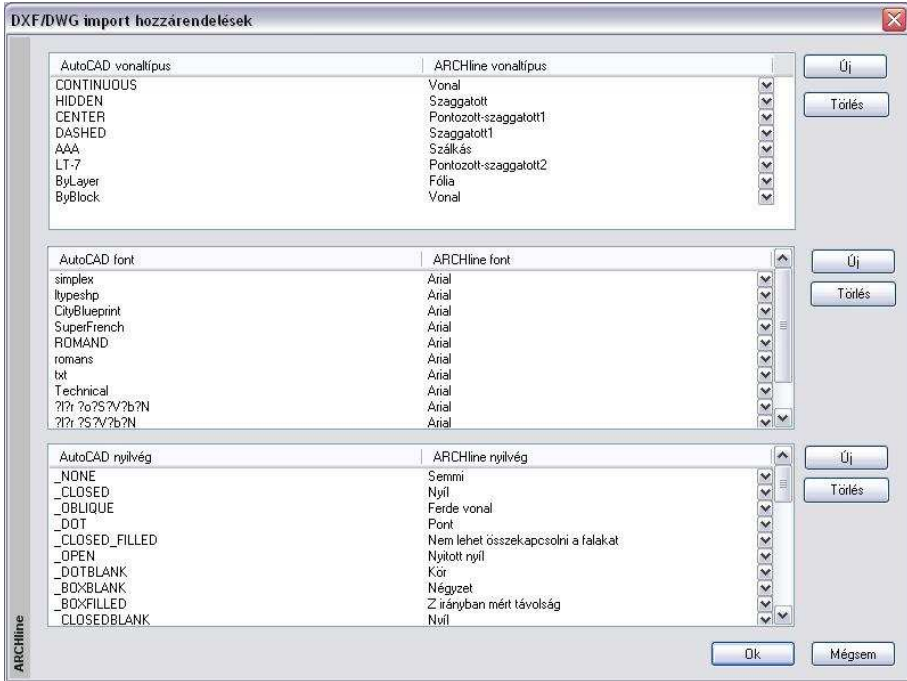 DXF/DWG import hozzárendelések
AutoCAD vonaltípus ARCHline vonaltípus
CONTINUOUS Vonal
HIDDEN Szaggatott
CENTER Pontozott-szaggatott1
DASHED Szaggatott1
AAA Szálkás
LT-7 Pontozott-szaggatott2
ByLayer Fólia
ByBlock Vonal
Új
Törlés
AutoCAD font ARCHline font
simplex Arial
ltypeshp Arial
CityBlueprint Arial
SuperFrench Arial
ROMAND Arial
romans Arial
txt Arial
Technical Arial
?l?r ?o?S?V?b?N Arial
?l?r ?S?V?b?N Arial
Új
Törlés
AutoCAD nyilvég ARCHline nyilvég
_NONE Semmi
_CLOSED Nyíl
_OBLIQUE Ferde vonal
_DOT Pont
_CLOSED_FILLED Nem lehet összekapcsolni a falakat
_OPEN Nyitott nyíl
_DOTBLANK Kör
_BOXBLANK Négyzet
_BOXFILLED Z irányban mért távolság
_CLOSEDBLANK Nyíl
Új
Törlés
ARCHline
Ok Mégsem